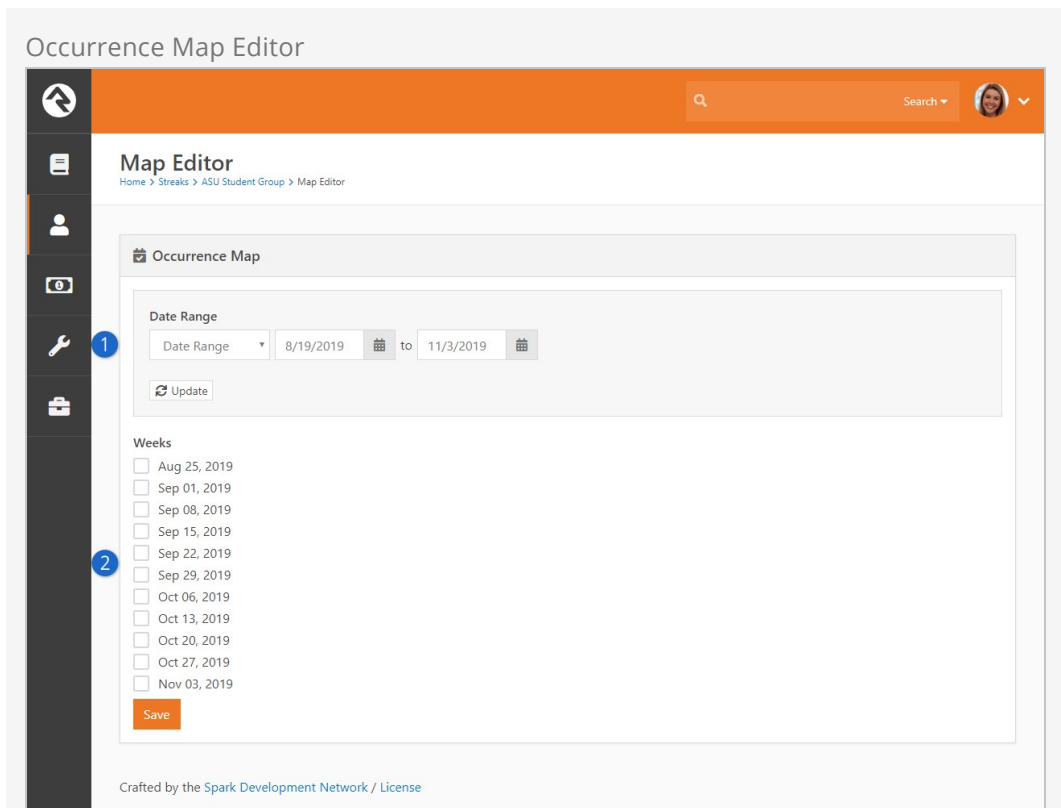 Occurrence Map Editor
Search
Map Editor
Home > Streaks > ASU Student Group > Map Editor
Occurrence Map
Date Range
1
Date Range 8/19/2019 to 11/3/2019
Update
Weeks
Aug 25, 2019
Sep 01, 2019
Sep 08, 2019
Sep 15, 2019
Sep 22, 2019
2
Sep 29, 2019
Oct 06, 2019
Oct 13, 2019
Oct 20, 2019
Oct 27, 2019
Nov 03, 2019
Save
Crafted by the Spark Development Network / License